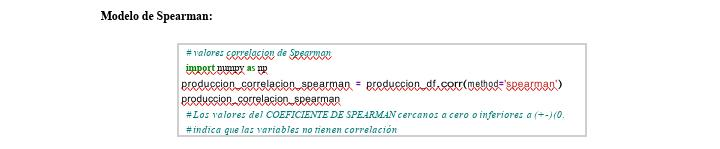 Modelo de Spearman:
#valores correlacion de Spearman
import numpy as np
produccion_correlacion_spearman = produccion_df.corr(method='spearman')
produccion_correlacion_spearman
#Los valores del COEFICIENTE DE SPEARMAN cercanos a cero o inferiores a (+-)(0.
#indica que las variables no tienen correlación